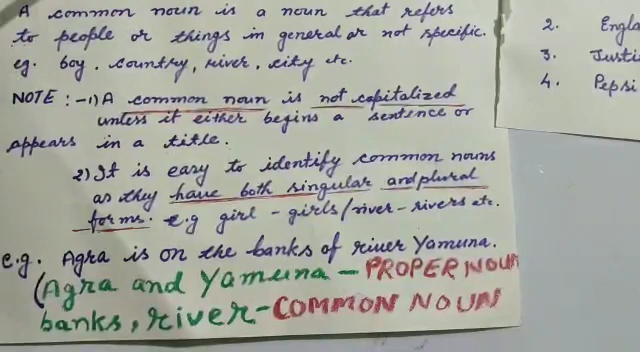 A common noun is a noun that refers
to people or things in general or not specific.
eg. boy, country, river, city etc.
NOTE :-1) A common noun is not capitalized
unless it either begins a sentence or
appears in a title.
2) It is easy to identify common nouns
as they have both singular and plural
forms. e.g girl - girls/river-rivers etc.
e.g. Agra is on the banks of river Yamuna.
(Agra and Yamuna - PROPER NOUN
banks, river - COMMON NOUN
2. Engla
3. Justi
4. Pepsi